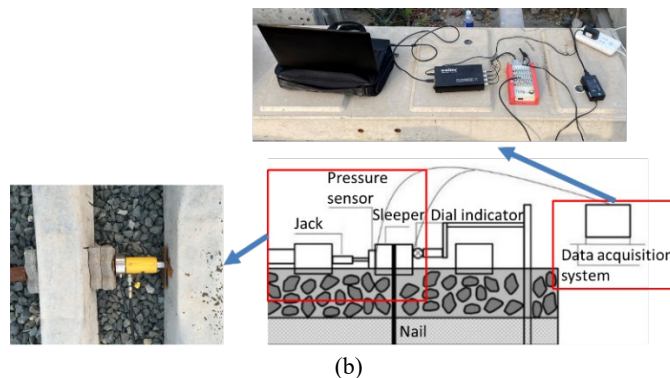 Pressure
sensor
Sleeper
Dial indicator
Jack
Data acquisition
system
Nail
(b)